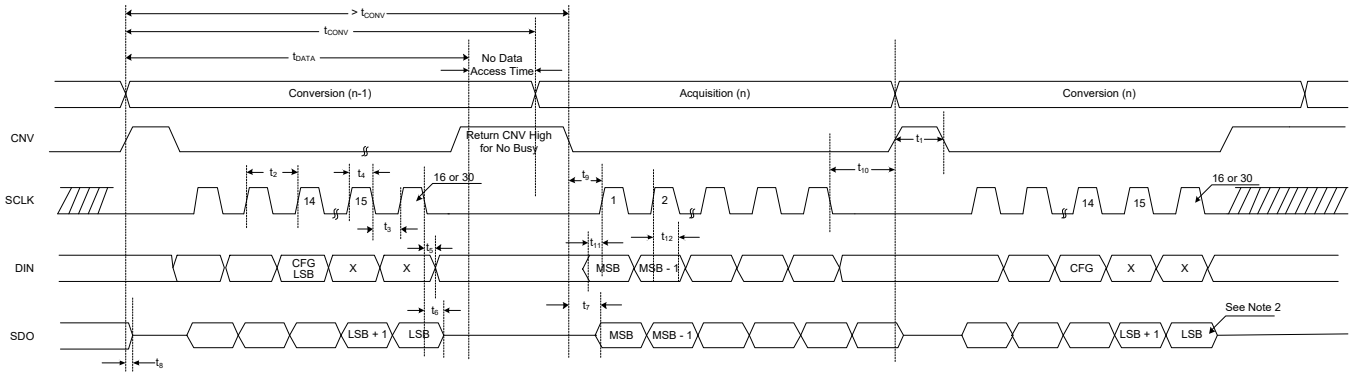 > tCONV
tCONV
tDATA
No Data
Access Time
Conversion (n-1)
Acquisition (n)
Conversion (n)
CNV
Return CNV High
for No Busy
t1
t10
SCLK
t2
14
t4
15
t3
16 or 30
t9
1
2
14
15
16 or 30
DIN
CFG
LSB
X
X
t5
t11
MSB
t12
MSB - 1
CFG
X
X
SDO
t8
LSB + 1
LSB
t6
t7
MSB
MSB - 1
LSB + 1
LSB
See Note 2